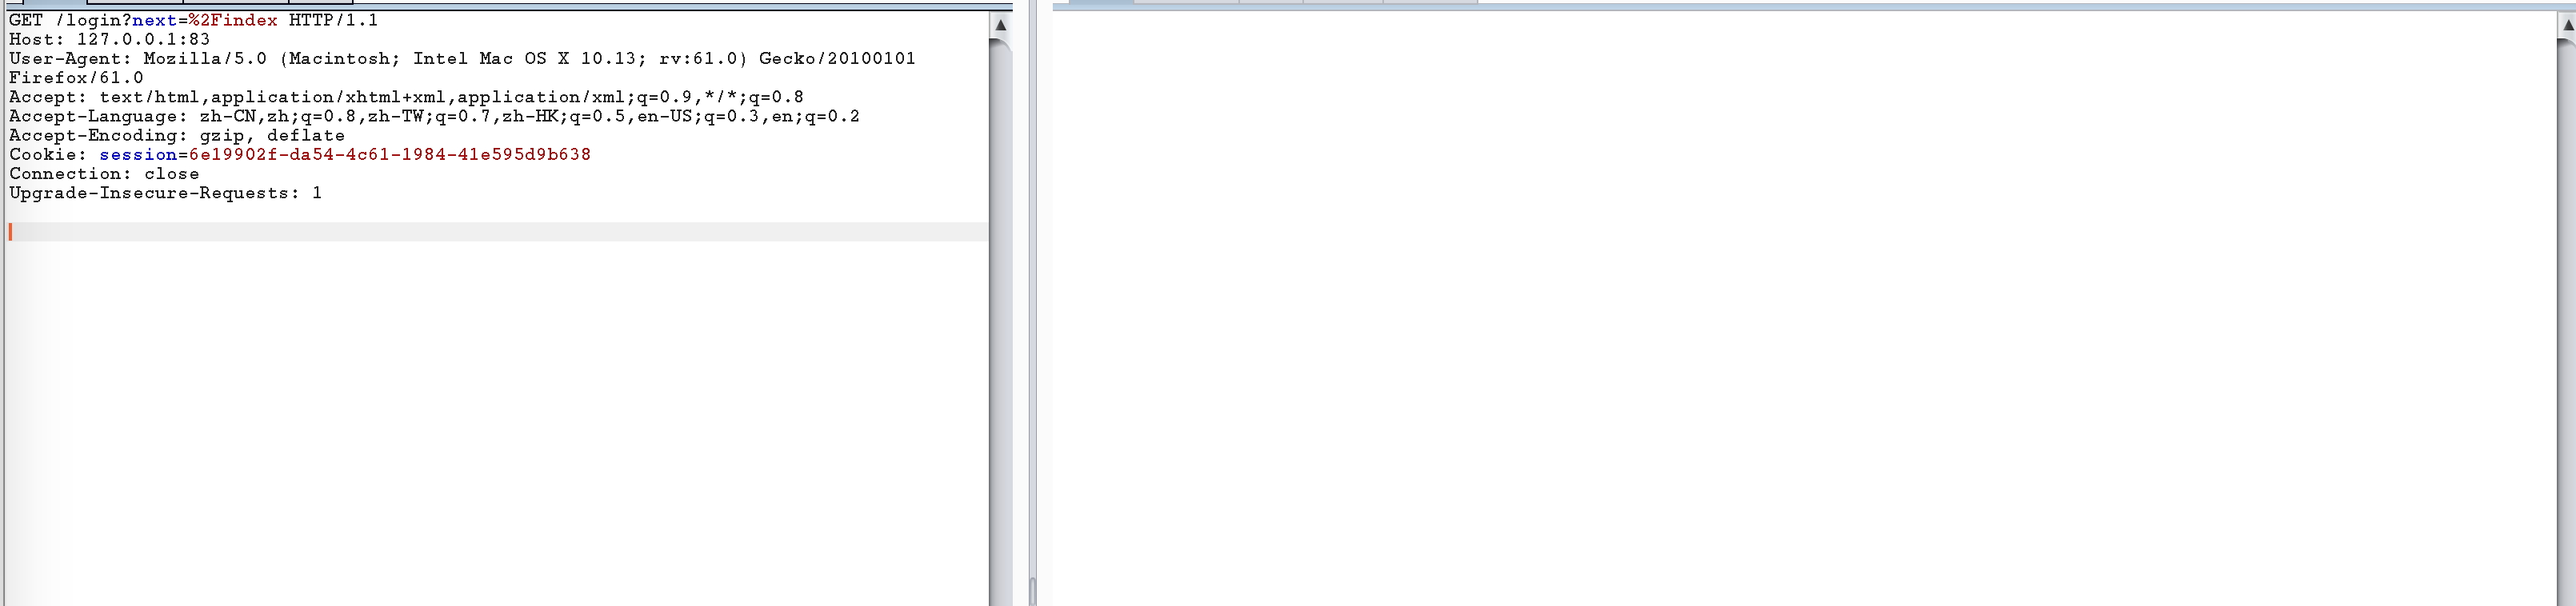 GET /login?next=%2Findex HTTP/1.1
Host: 127.0.0.1:83
User-Agent: Mozilla/5.0 (Macintosh; Intel Mac OS X 10.13; rv:61.0) Gecko/20100101
Firefox/61.0
Accept: text/html,application/xhtml+xml,application/xml;q=0.9,*/*;q=0.8
Accept-Language: zh-CN,zh;q=0.8,zh-TW;q=0.7,zh-HK;q=0.5,en-US;q=0.3,en;q=0.2
Accept-Encoding: gzip, deflate
Cookie: session=6e19902f-da54-4c61-1984-41e595d9b638
Connection: close
Upgrade-Insecure-Requests: 1